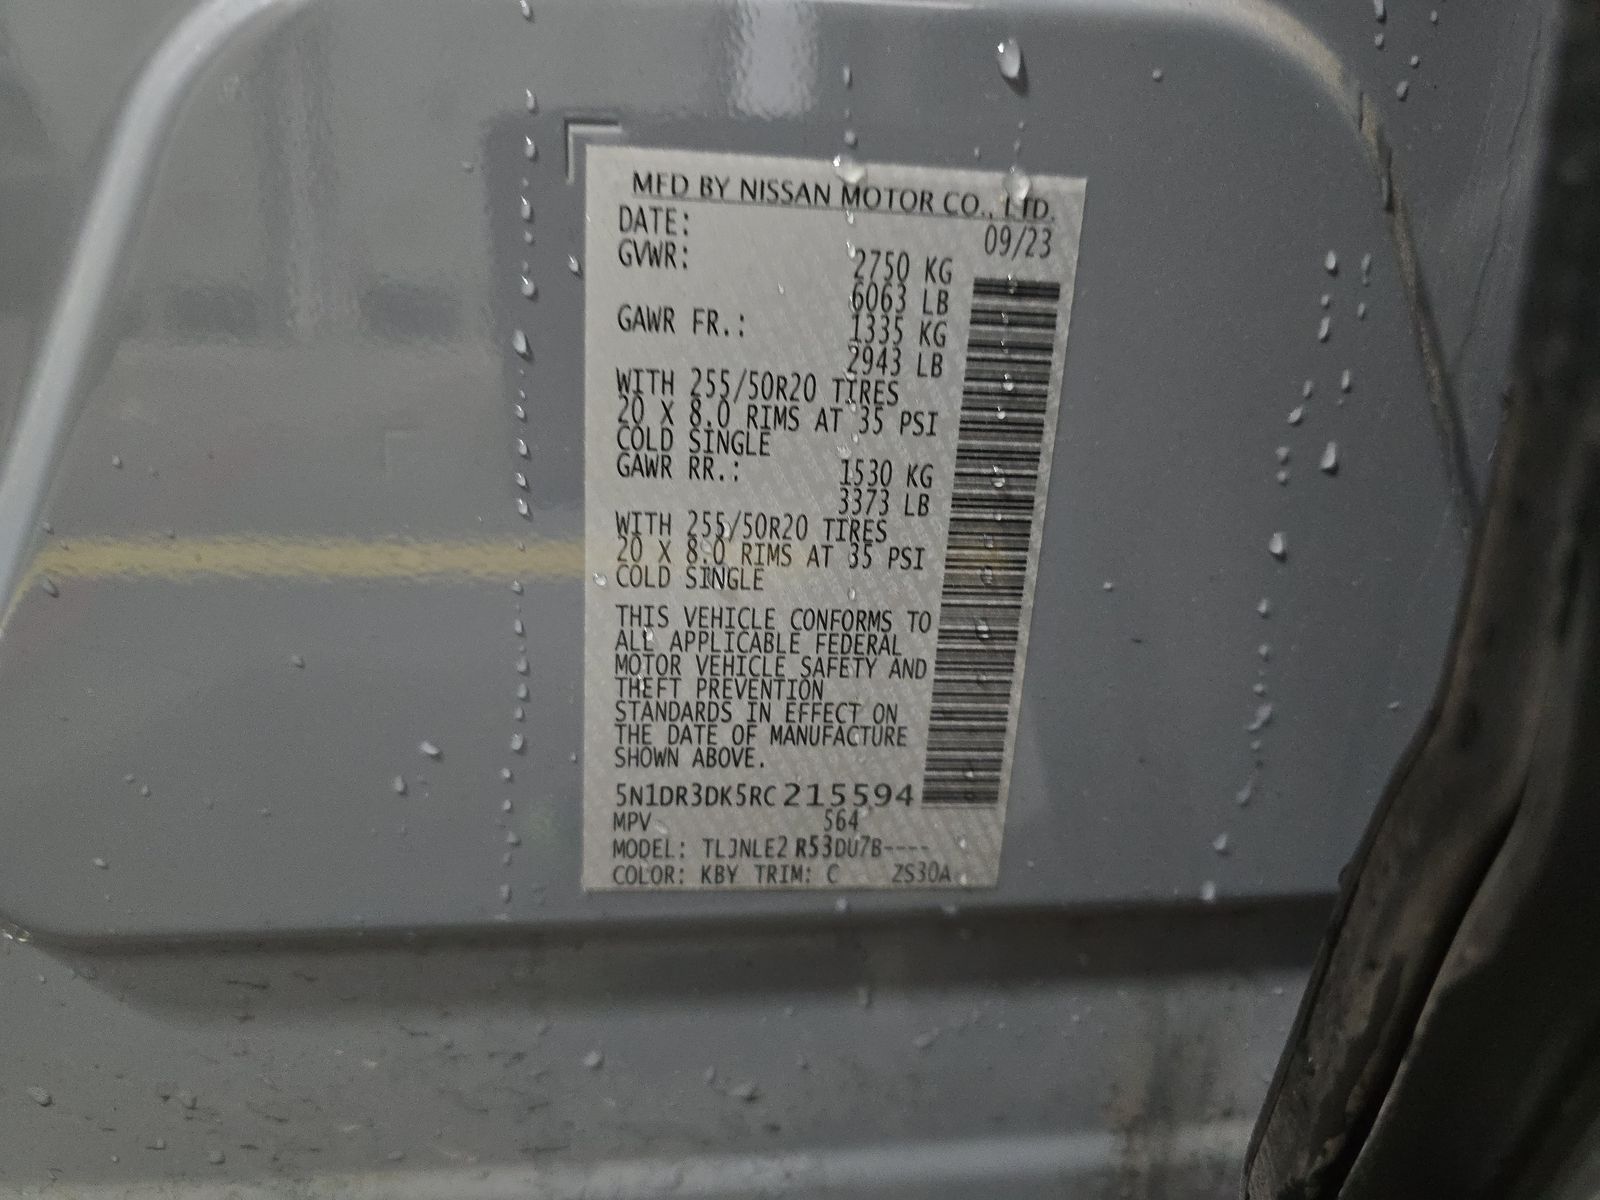 MFD BY NISSAN MOTOR CO., LTD.
DATE: 09/23
GVWR: 2750 KG
6063 LB
GAWR FR.: 1335 KG
2943 LB
WITH 255/50R20 TIRES
20 X 8.0 RIMS AT 35 PSI
COLD SINGLE
GAWR RR.: 1530 KG
3373 LB
WITH 255/50R20 TIRES
20 X 8.0 RIMS AT 35 PSI
COLD SINGLE
THIS VEHICLE CONFORMS TO
ALL APPLICABLE FEDERAL
MOTOR VEHICLE SAFETY AND
THEFT PREVENTION
STANDARDS IN EFFECT ON
THE DATE OF MANUFACTURE
SHOWN ABOVE.
5N1DR3DK5RC215594
MPV 564
MODEL: TLJNLE2 R53DU7B----
COLOR: KBY TRIM: C ZS30A